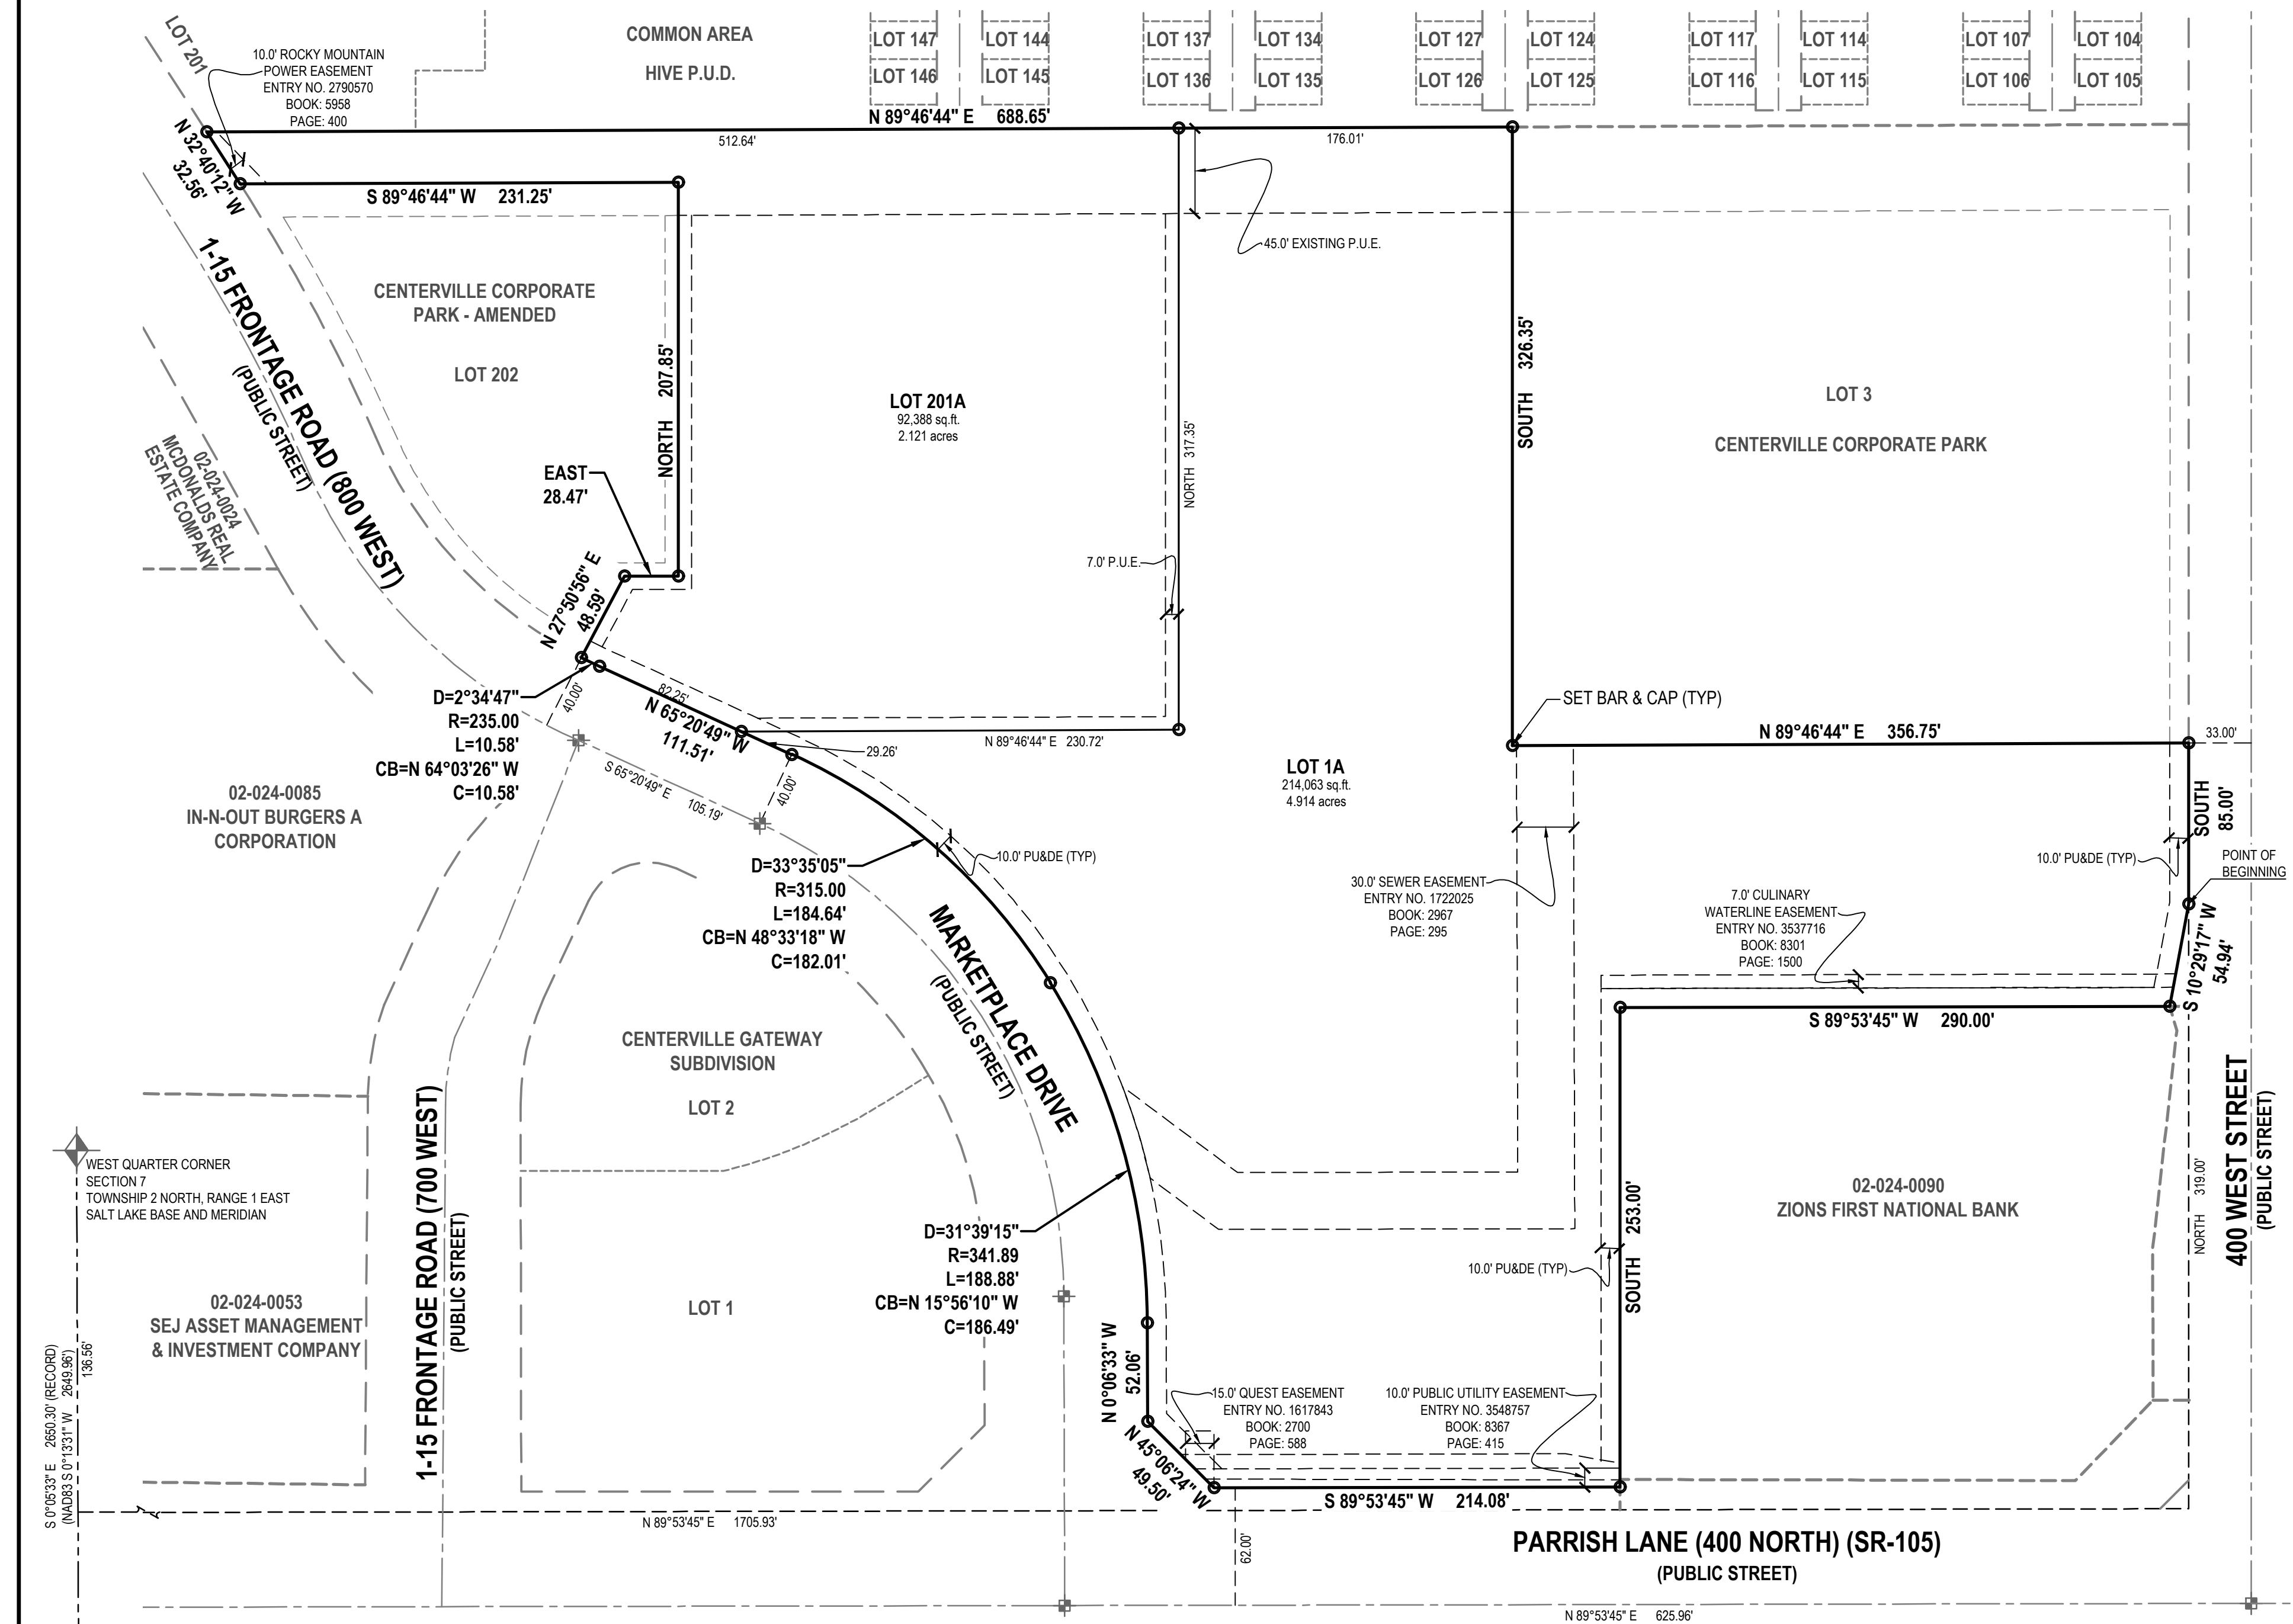 LOT 201
10.0' ROCKY MOUNTAIN
POWER EASEMENT
ENTRY NO. 2790570
BOOK: 5958
PAGE: 400
COMMON AREA
HIVE P.U.D.
LOT 147
LOT 144
LOT 146
LOT 145
LOT 137
LOT 134
LOT 136
LOT 135
LOT 127
LOT 124
LOT 126
LOT 125
LOT 117
LOT 114
LOT 116
LOT 115
LOT 107
LOT 104
LOT 106
LOT 105
N 89°46'44" E 688.65'
512.64'
176.01'
N 32°40'12" W
32.56'
S 89°46'44" W 231.25'
45.0' EXISTING P.U.E.
1-15 FRONTAGE ROAD (800 WEST)
(PUBLIC STREET)
CENTERVILLE CORPORATE
PARK - AMENDED
LOT 202
NORTH 207.85'
LOT 201A
92,388 sq.ft.
2.121 acres
NORTH 317.35'
SOUTH 326.35'
LOT 3
CENTERVILLE CORPORATE PARK
02-024-0024
MCDONALDS REAL
ESTATE COMPANY
EAST
28.47'
N 27°50'56" E
48.59'
7.0' P.U.E.
D=2°34'47"
R=235.00
L=10.58'
CB=N 64°03'26" W
C=10.58'
40.00'
82.25'
N 65°20'49" W
111.51'
29.26'
N 89°46'44" E 230.72'
S 65°20'49" E 105.19'
40.00'
SET BAR & CAP (TYP)
N 89°46'44" E 356.75'
33.00'
LOT 1A
214,063 sq.ft.
4.914 acres
SOUTH
85.00'
02-024-0085
IN-N-OUT BURGERS A
CORPORATION
D=33°35'05"
R=315.00
L=184.64'
CB=N 48°33'18" W
C=182.01'
10.0' PU&DE (TYP)
30.0' SEWER EASEMENT
ENTRY NO. 1722025
BOOK: 2967
PAGE: 295
7.0' CULINARY
WATERLINE EASEMENT
ENTRY NO. 3537716
BOOK: 8301
PAGE: 1500
10.0' PU&DE (TYP)
POINT OF
BEGINNING
S 10°29'17" W
54.94'
MARKETPLACE DRIVE
(PUBLIC STREET)
S 89°53'45" W 290.00'
CENTERVILLE GATEWAY
SUBDIVISION
LOT 2
1-15 FRONTAGE ROAD (700 WEST)
(PUBLIC STREET)
WEST QUARTER CORNER
SECTION 7
TOWNSHIP 2 NORTH, RANGE 1 EAST
SALT LAKE BASE AND MERIDIAN
02-024-0090
ZIONS FIRST NATIONAL BANK
SOUTH 253.00'
NORTH 319.00'
400 WEST STREET
(PUBLIC STREET)
D=31°39'15"
R=341.89
L=188.88'
CB=N 15°56'10" W
C=186.49'
10.0' PU&DE (TYP)
02-024-0053
SEJ ASSET MANAGEMENT
& INVESTMENT COMPANY
LOT 1
S 0°05'33" E 2650.30' (RECORD)
(NAD83 S 0°13'31" W 2649.96')
136.56'
N 0°06'33" W
52.06'
15.0' QUEST EASEMENT
ENTRY NO. 1617843
BOOK: 2700
PAGE: 588
10.0' PUBLIC UTILITY EASEMENT
ENTRY NO. 3548757
BOOK: 8367
PAGE: 415
N 45°06'24" W
49.50'
S 89°53'45" W 214.08'
N 89°53'45" E 1705.93'
62.00'
PARRISH LANE (400 NORTH) (SR-105)
(PUBLIC STREET)
N 89°53'45" E 625.96'